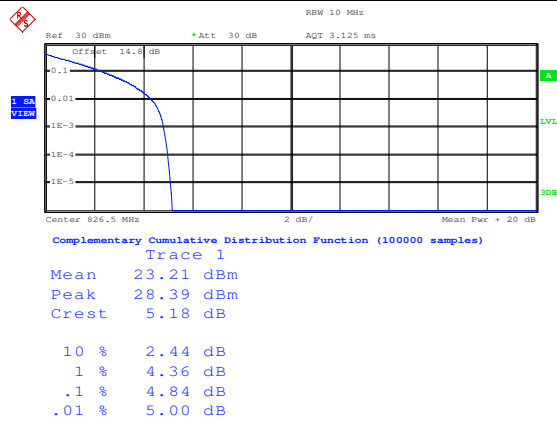 RBW 10 MHz
Ref 30 dBm *Att 30 dB AQT 3.125 ms
Offset 14.8 dB
0.1
A
0.01
1 SA
VIEW
1E-3
LVL
1E-4
1E-5
3DB
Center 826.5 MHz 2 dB/ Mean Pwr + 20 dB
Complementary Cumulative Distribution Function (100000 samples)
Trace 1
Mean 23.21 dBm
Peak 28.39 dBm
Crest 5.18 dB
10 % 2.44 dB
1 % 4.36 dB
.1 % 4.84 dB
.01 % 5.00 dB